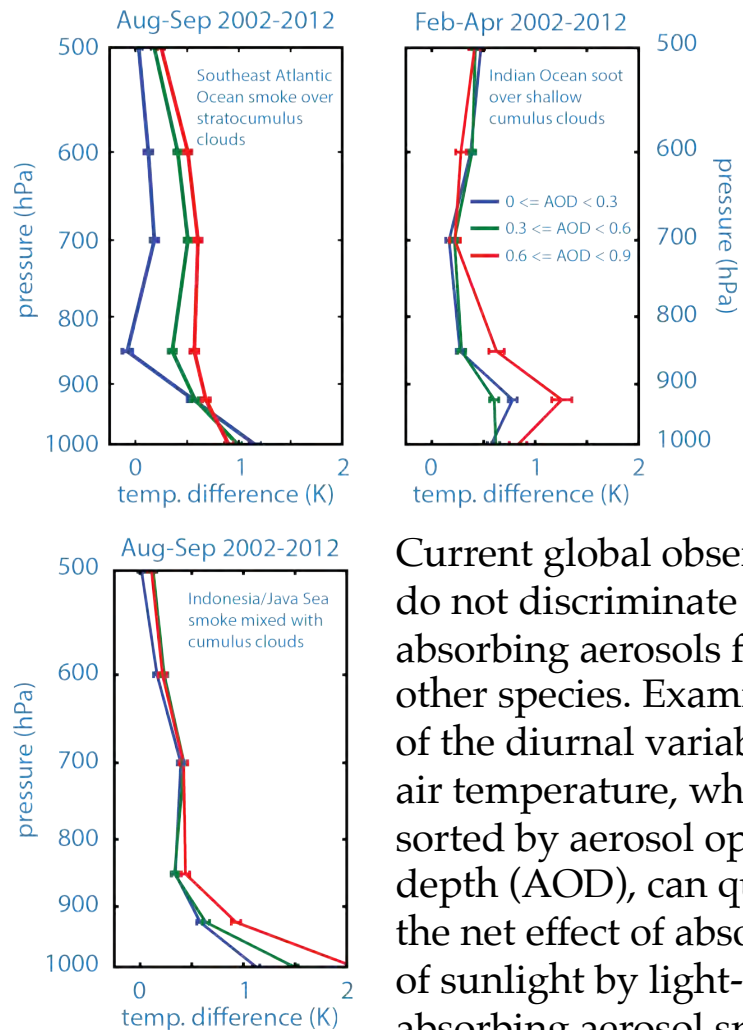 Aug-Sep 2002-2012
500
600
700
800
900
1000
pressure (hPa)
Southeast Atlantic
Ocean smoke over
stratocumulus
clouds
0 1 2
temp. difference (K)
Feb-Apr 2002-2012
Indian Ocean soot
over shallow
cumulus clouds
0 <= AOD < 0.3
0.3 <= AOD < 0.6
0.6 <= AOD < 0.9
500
600
700
800
900
1000
pressure (hPa)
0 1 2
temp. difference (K)
Aug-Sep 2002-2012
500
600
700
800
900
1000
pressure (hPa)
Indonesia/Java Sea
smoke mixed with
cumulus clouds
0 1 2
temp. difference (K)
Current global obser
do not discriminate
absorbing aerosols f
other species. Exami
of the diurnal variab
air temperature, wh
sorted by aerosol op
depth (AOD), can qu
the net effect of abso
of sunlight by light-